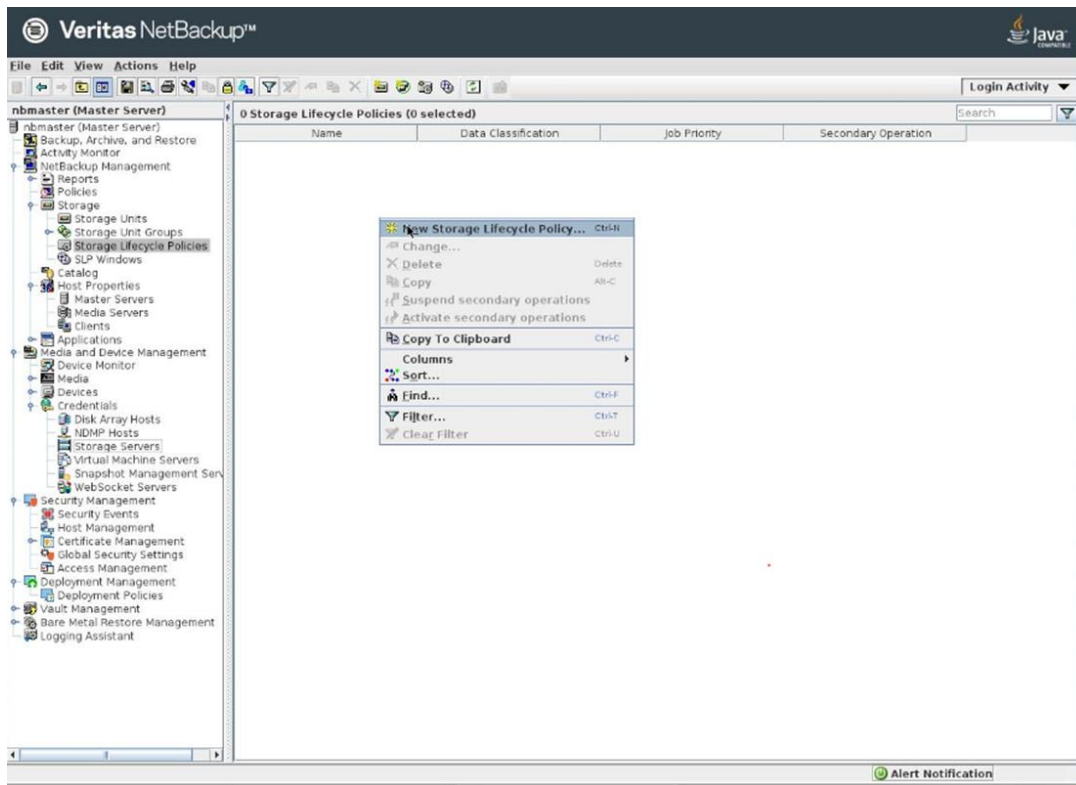 Veritas NetBackup™
Java
COMPATIBLE
File Edit View Actions Help
Login Activity
nbmaster (Master Server)
0 Storage Lifecycle Policies (0 selected)
Search
Name Data Classification Job Priority Secondary Operation
nbmaster (Master Server)
Backup, Archive, and Restore
Activity Monitor
NetBackup Management
Reports
Policies
Storage
Storage Units
Storage Unit Groups
Storage Lifecycle Policies
SLP Windows
Catalog
Host Properties
Master Servers
Media Servers
Clients
Applications
Media and Device Management
Device Monitor
Media
Devices
Credentials
Disk Array Hosts
NDMP Hosts
Storage Servers
Virtual Machine Servers
Snapshot Management Serv
WebSocket Servers
Security Management
Security Events
Host Management
Certificate Management
Global Security Settings
Access Management
Deployment Management
Deployment Policies
Vault Management
Bare Metal Restore Management
Logging Assistant
New Storage Lifecycle Policy... Ctrl-N
Change...
Delete Delete
Copy Alt-C
Suspend secondary operations
Activate secondary operations
Copy To Clipboard Ctrl-C
Columns
Sort...
Find... Ctrl-F
Filter... Ctrl-T
Clear Filter Ctrl-U
Alert Notification